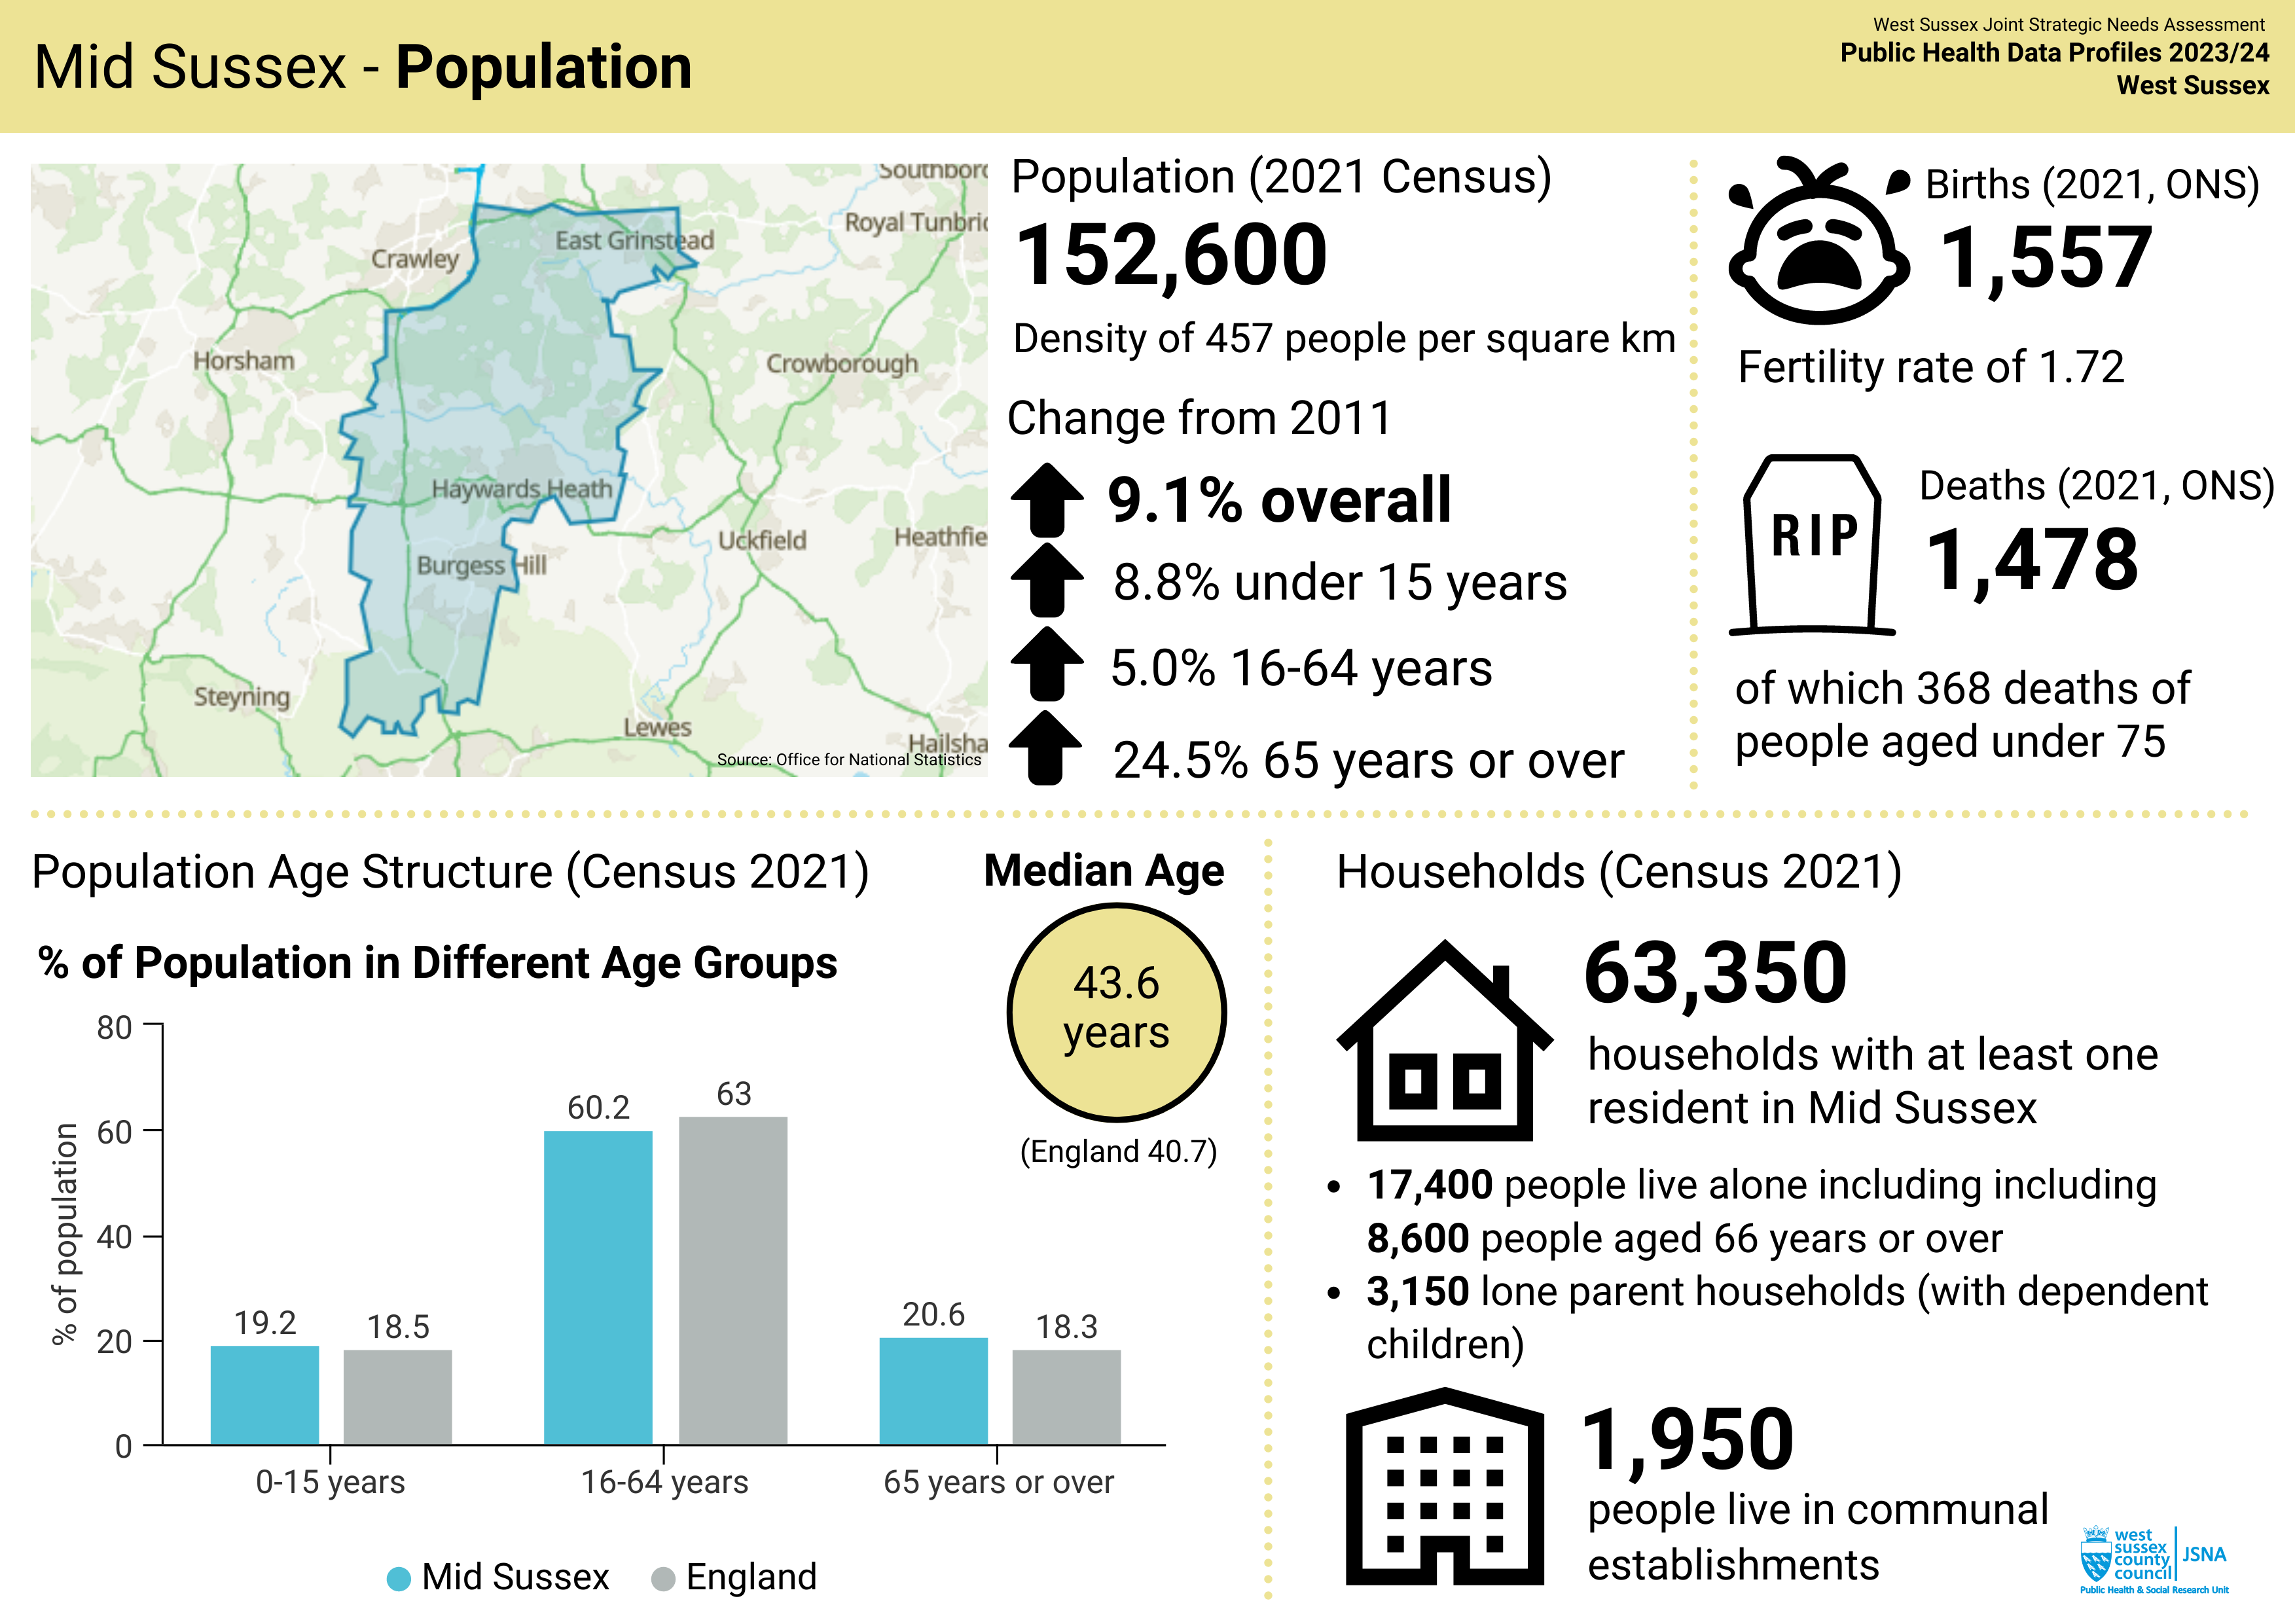 Mid Sussex - Population
West Sussex Joint Strategic Needs Assessment
Public Health Data Profiles 2023/24
West Sussex
Southboro
Royal Tunbric
East Grinstead
Crawley
Horsham
Crowborough
Haywards Heath
Uckfield
Heathfie
Burgess Hill
Steyning
Lewes
Hailsha
Source: Office for National Statistics
Population (2021 Census)
152,600
Density of 457 people per square km
Change from 2011
9.1% overall
8.8% under 15 years
5.0% 16-64 years
24.5% 65 years or over
Births (2021, ONS)
1,557
Fertility rate of 1.72
RIP
Deaths (2021, ONS)
1,478
of which 368 deaths of
people aged under 75
Population Age Structure (Census 2021)
% of Population in Different Age Groups
% of population
80
60
40
20
0
19.2
18.5
60.2
63
20.6
18.3
0-15 years
16-64 years
65 years or over
Mid Sussex
England
Median Age
43.6
years
(England 40.7)
Households (Census 2021)
63,350
households with at least one
resident in Mid Sussex
• 17,400 people live alone including including
8,600 people aged 66 years or over
• 3,150 lone parent households (with dependent
children)
1,950
people live in communal
establishments
west
sussex
county
council
JSNA
Public Health & Social Research Unit